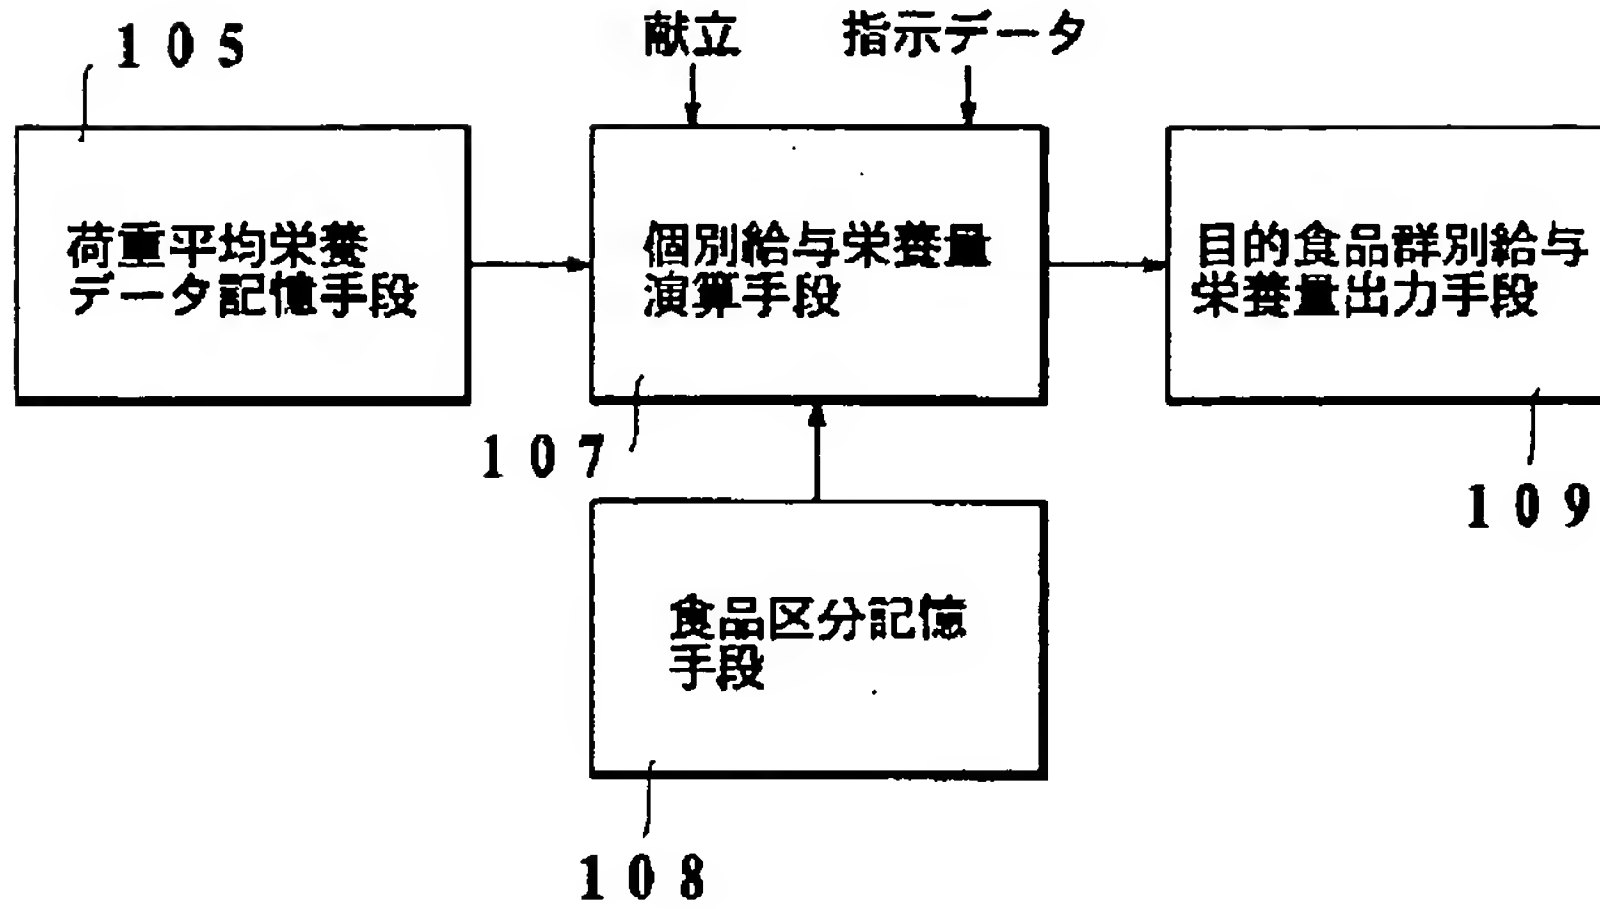 105
献立
指示データ
荷重平均栄養
データ記憶手段
個別給与栄養量
演算手段
目的食品群別給与
栄養量出力手段
107
109
食品区分記憶
手段
108